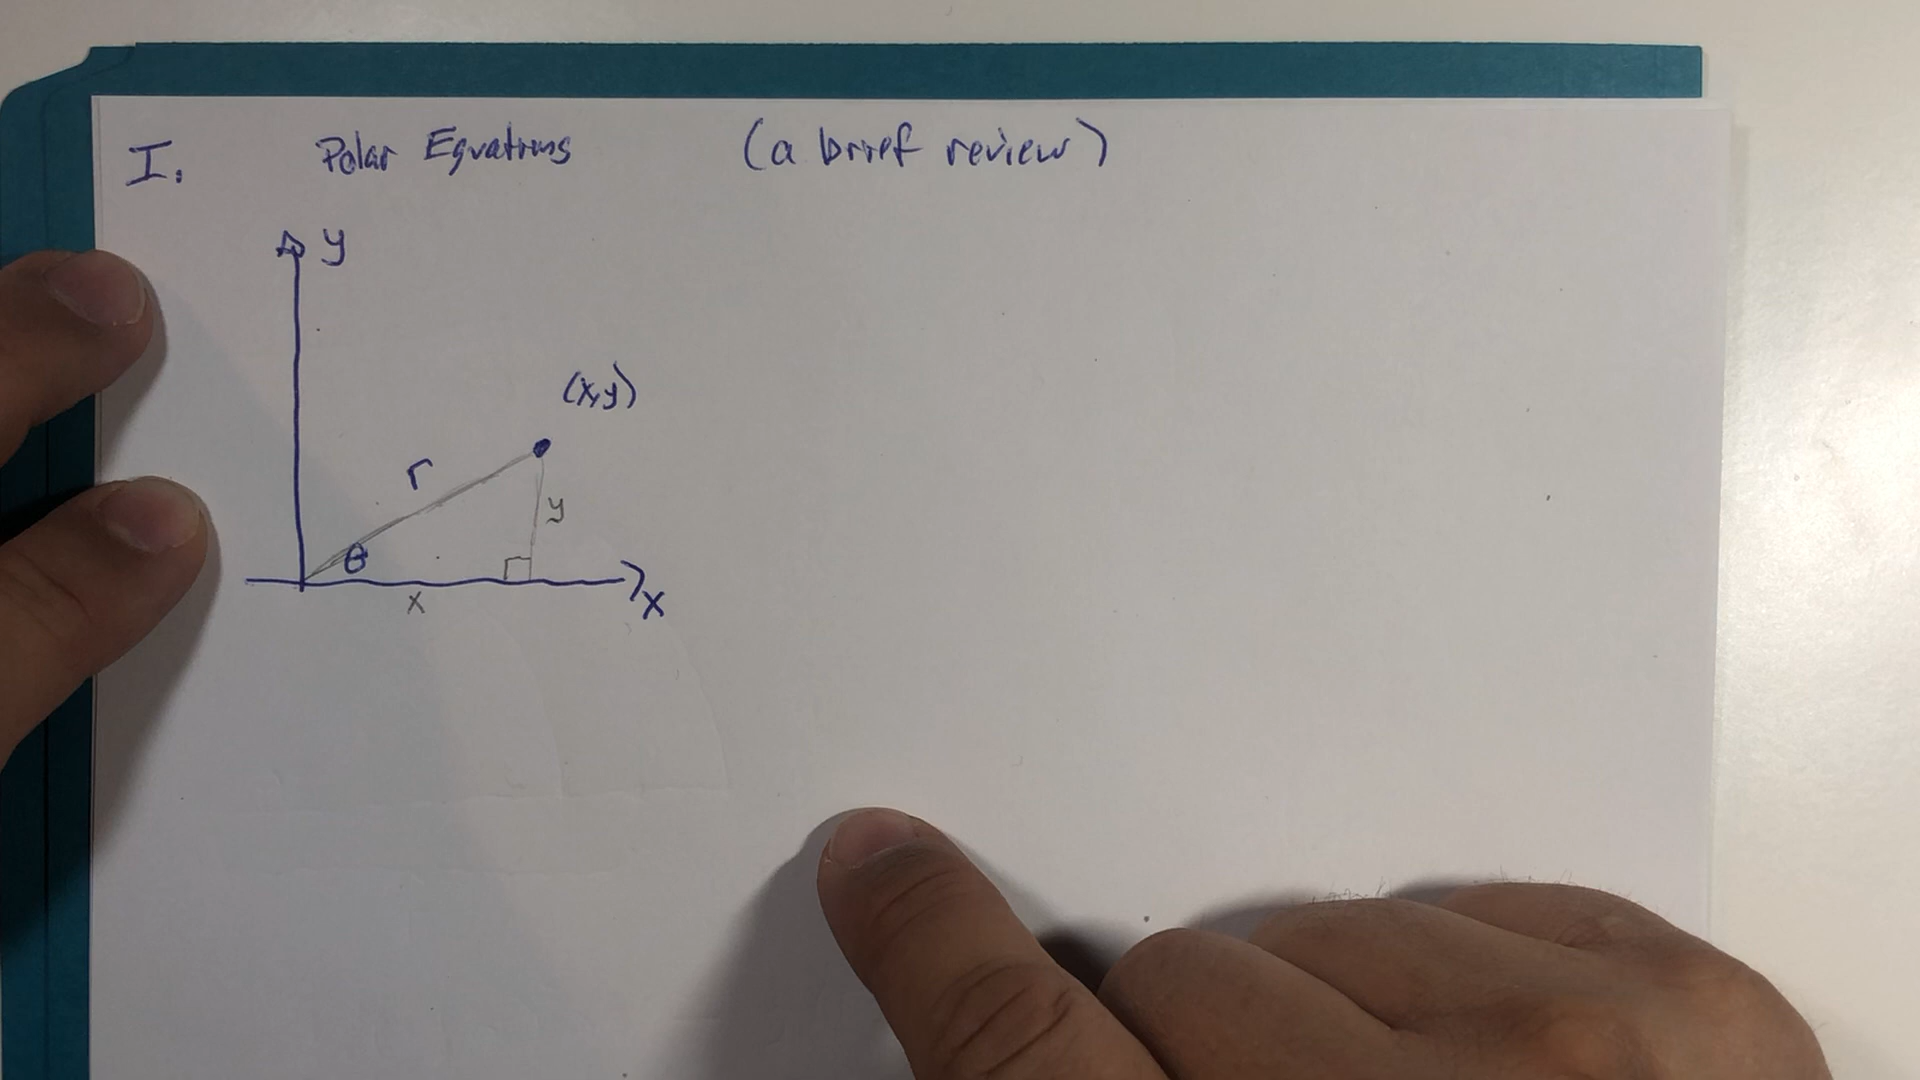 I. Polar Equations (a brief review)
y
(x,y)
r
y
θ
x
x